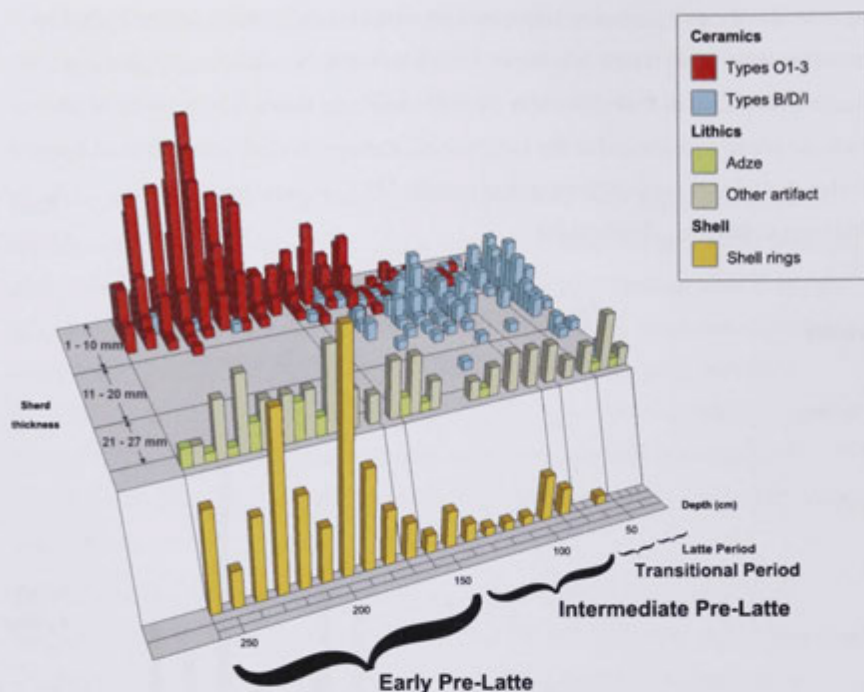 Ceramics
Types O1-3
Types B/D/I
Lithics
Adze
Other artifact
Shell
Shell rings
1 - 10 mm
11 - 20 mm
21 - 27 mm
Sherd
thickness
Depth (cm)
50
100
150
200
250
Latte Period
Transitional Period
Intermediate Pre-Latte
Early Pre-Latte